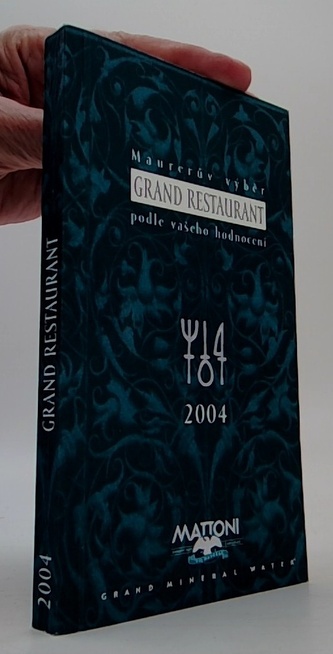 Maurerův výběr
GRAND RESTAURANT
podle vašeho hodnocení
2004
MATTONI
GRAND MINERAL WATER
GRAND RESTAURANT
2004